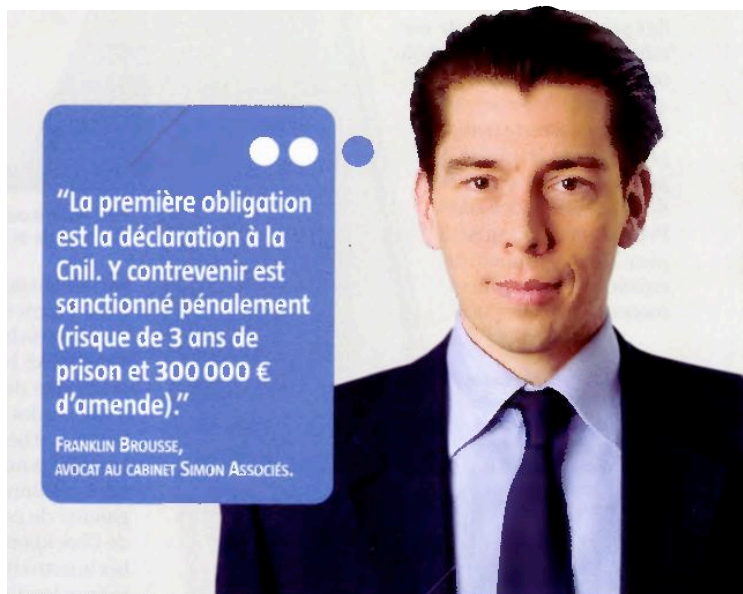 “La première obligation
est la déclaration à la
Cnil. Y contrevenir est
sanctionné pénalement
(risque de 3 ans de
prison et 300 000 €
d’amende).”
FRANKLIN BROUSSE,
AVOCAT AU CABINET SIMON ASSOCIÉS.